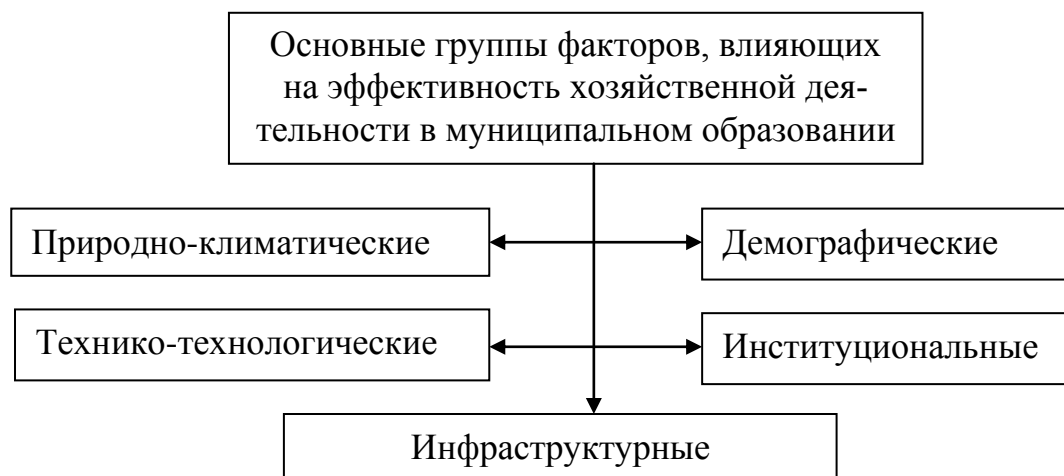 Основные группы факторов, влияющих
на эффективность хозяйственной дея-
тельности в муниципальном образовании
Природно-климатические
Демографические
Технико-технологические
Институциональные
Инфраструктурные